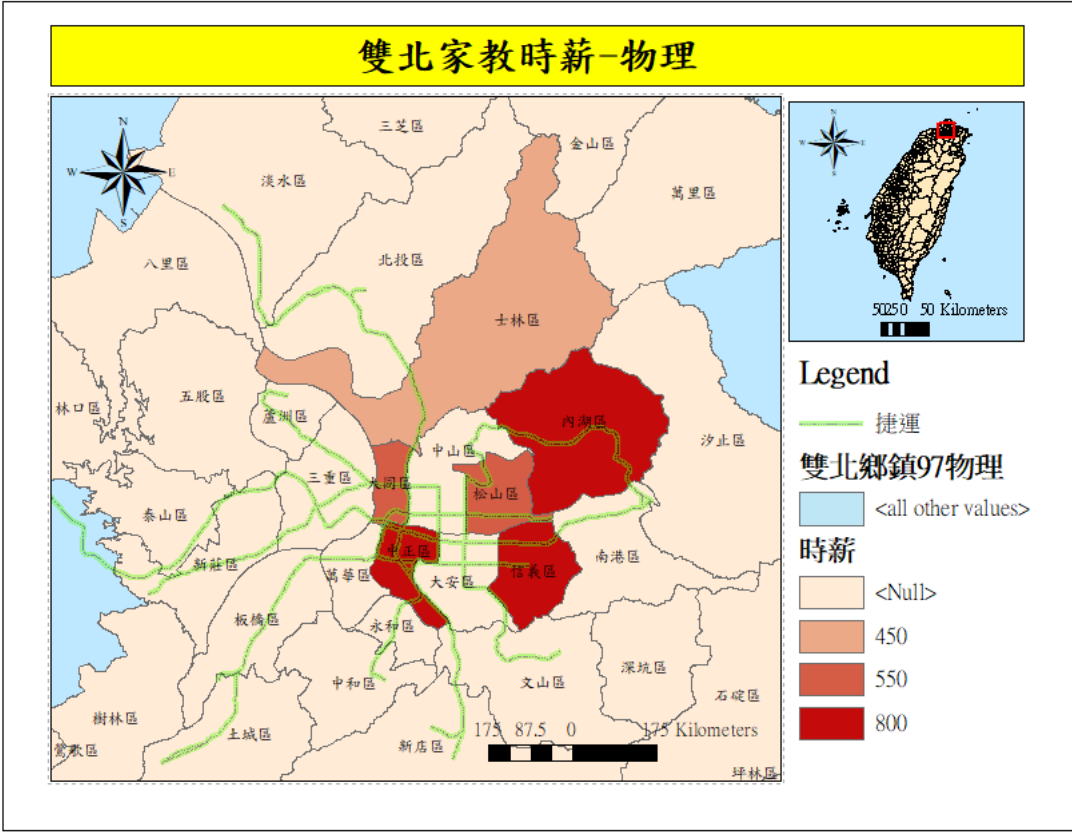 雙北家教時薪-物理
N
W
E
S
三芝區
金山區
淡水區
萬里區
八里區
北投區
士林區
五股區
林口區
蘆洲區
內湖區
汐止區
中山區
三重區
大同區
松山區
泰山區
中正區
新莊區
南港區
萬華區
大安區
信義區
板橋區
永和區
中和區
文山區
深坑區
石碇區
樹林區
土城區
新店區
鶯歌區
坪林區
175 87.5 0 175 Kilometers
N
W
E
S
50250 50 Kilometers
Legend
捷運
雙北鄉鎮97物理
<all other values>
時薪
<Null>
450
550
800